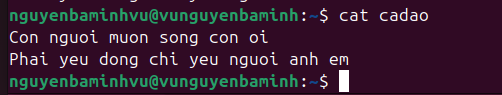 nguyenbaminhvu@vunguyenbaminh:~$ cat cadao
Con nguoi muon song con oi
Phai yeu dong chi yeu nguoi anh em
nguyenbaminhvu@vunguyenbaminh:~$